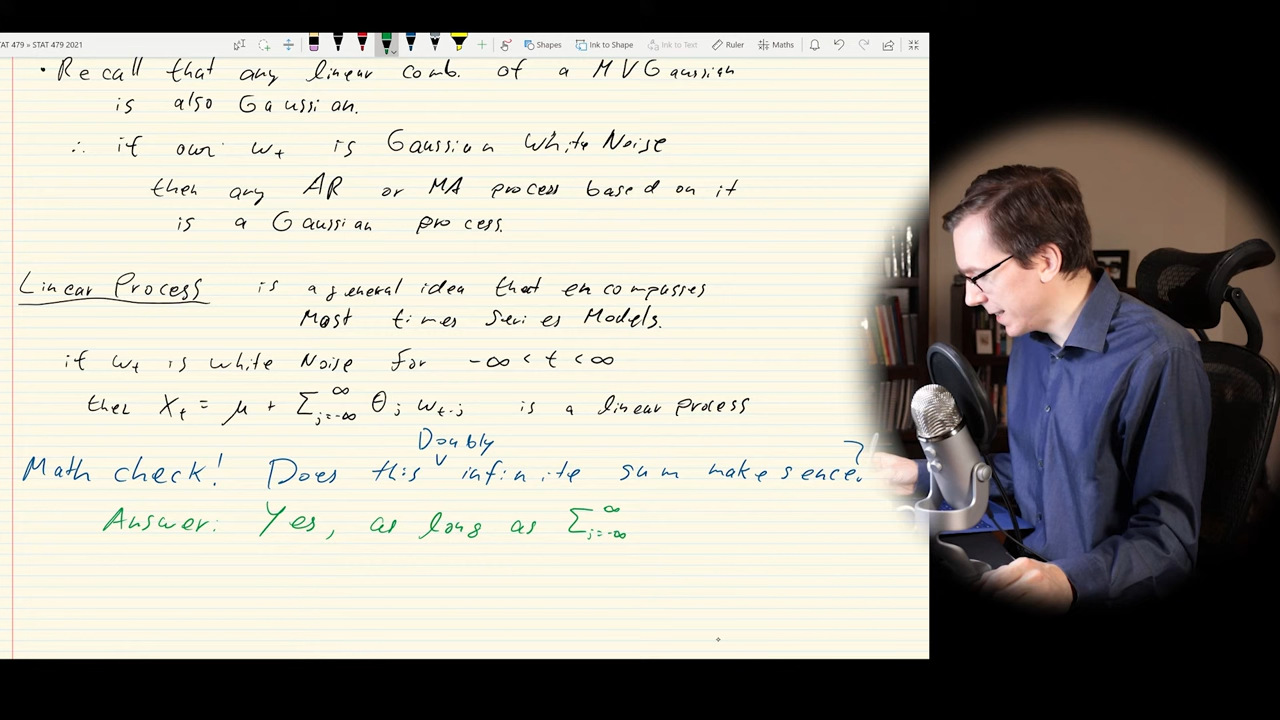 TAT 479 » STAT 479 2021
Shapes Ink to Shape Ink to Text Ruler Maths
• Recall that any linear comb. of a MVGaussian
is also Gaussian.
∴ if our wₜ is Gaussian White Noise
then any AR or MA process based on it
is a Gaussian process.
Linear Process is a general idea that encompasses
Most times Series Models.
if wₜ is white Noise for -∞ < t < ∞
then Xₜ = μ + Σ_{j=-∞}^{∞} θⱼ w_{t-j} is a linear process
Doubly
Math check! Does this ∨ infinite sum make sence?
Answer: Yes, as long as Σ_{j=-∞}^{∞}